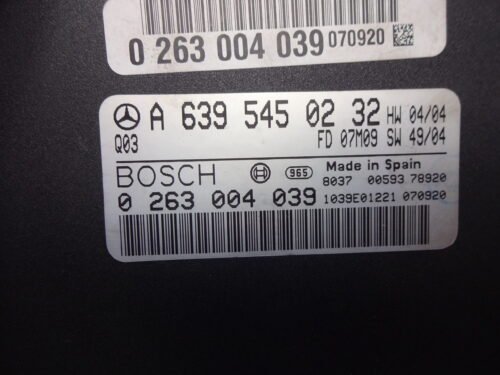 0 263 004 039 070920
A 639 545 02 32 HW 04/04
Q03 FD 07M09 SW 49/04
BOSCH 965 Made in Spain
8037 00593 78920
0 263 004 039 1039E01221 070920